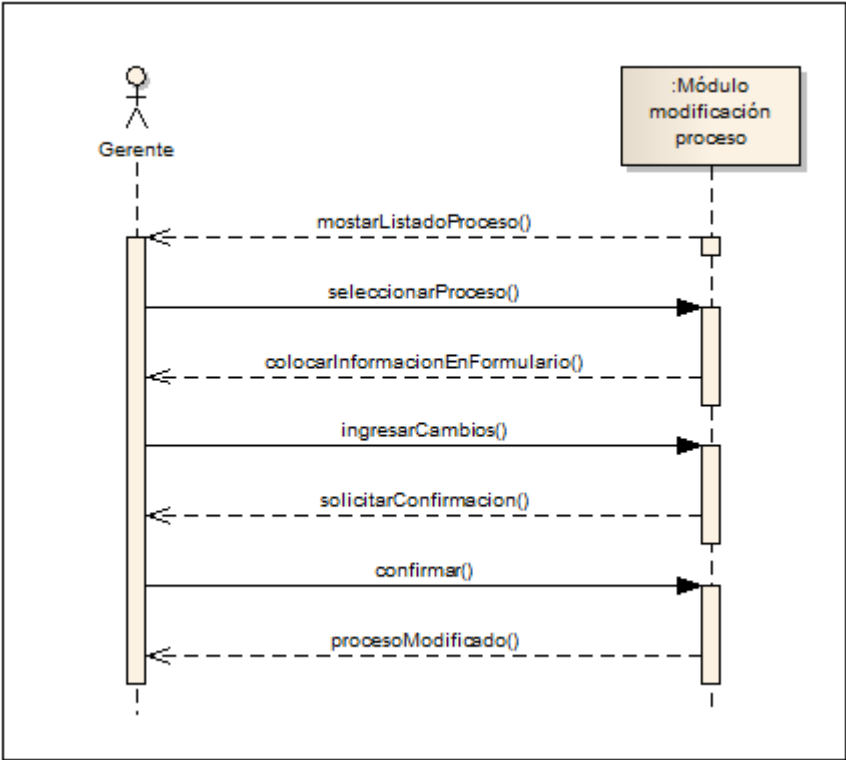 :Módulo
modificación
proceso
Gerente
mostarListadoProceso()
seleccionarProceso()
colocarInformacionEnFormulario()
ingresarCambios()
solicitarConfirmacion()
confirmar()
procesoModificado()